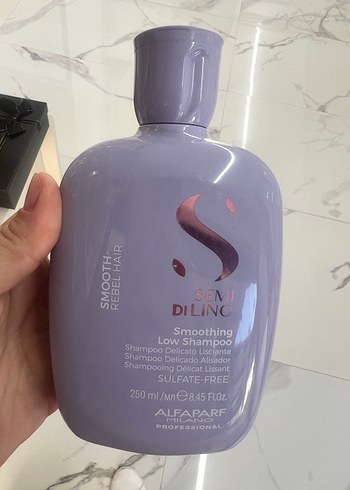 SMOOTH
REBEL HAIR
SEMI
DI LINO
Smoothing
Low Shampoo
Shampoo Delicato Lisciante
Shampoo Delicado Alisador
Shampooing Délicat Lissant
SULFATE-FREE
250 ml /мл ℮ 8.45 Fl.Oz.
ALFAPARF
MILANO
PROFESSIONAL